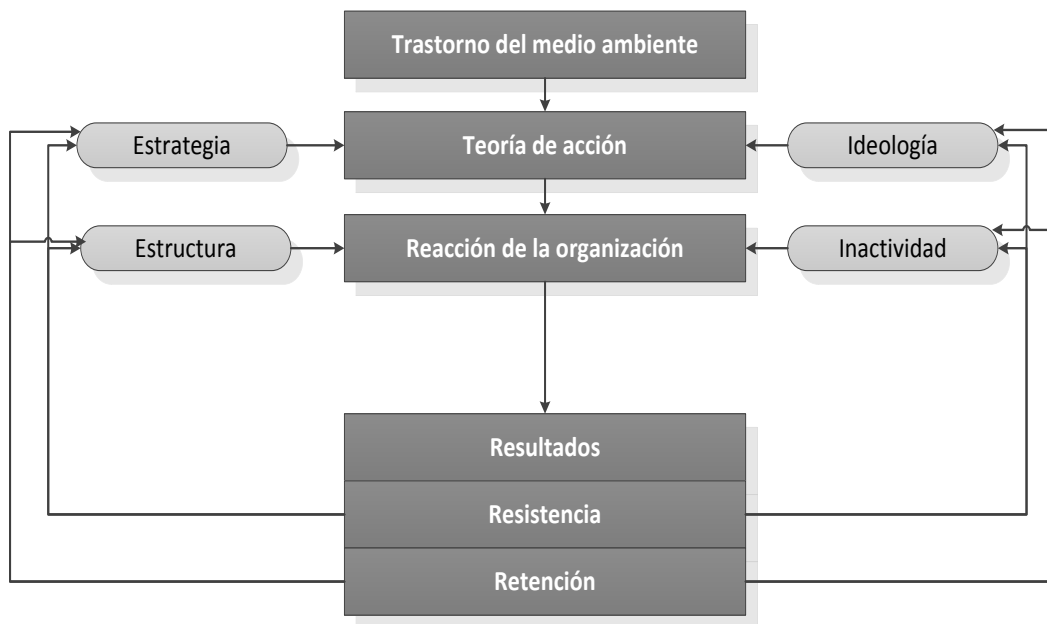 Trastorno del medio ambiente
Estrategia
Teoría de acción
Ideología
Estructura
Reacción de la organización
Inactividad
Resultados
Resistencia
Retención